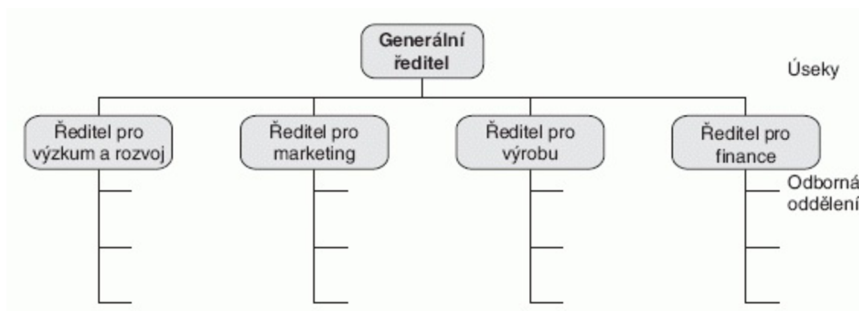 Generální
ředitel
Úseky
Ředitel pro
výzkum a rozvoj
Ředitel pro
marketing
Ředitel pro
výrobu
Ředitel pro
finance
Odborná
oddělení